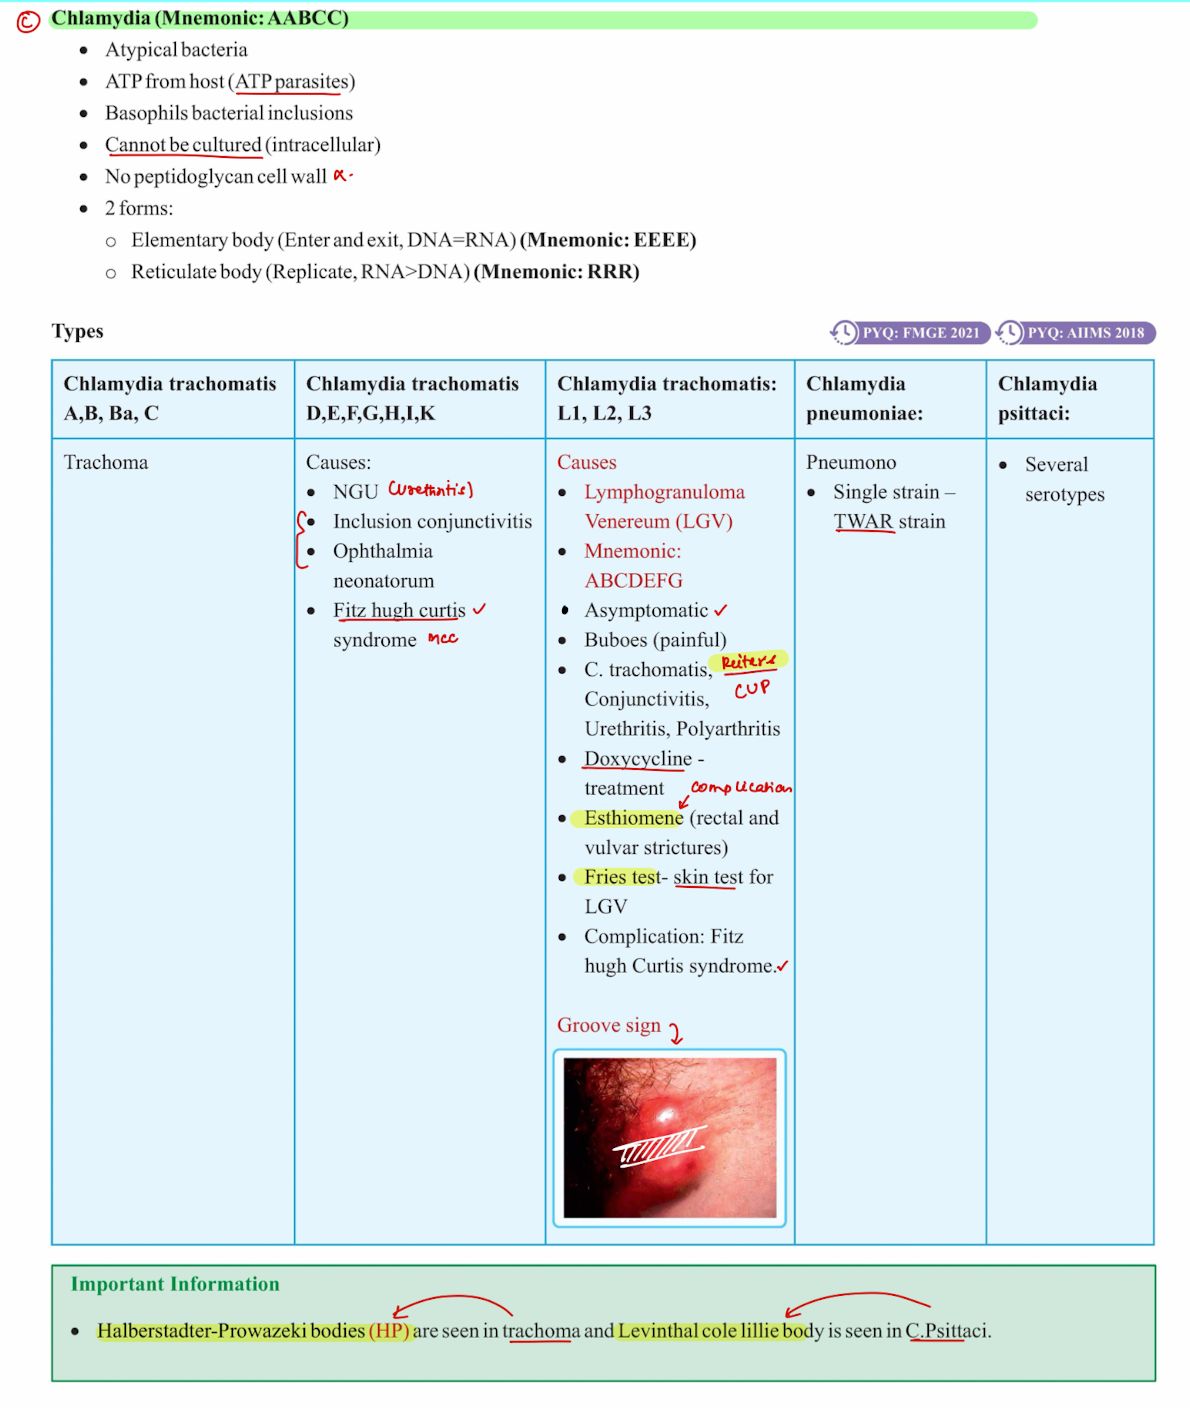 © Chlamydia (Mnemonic: AABCC)
• Atypical bacteria
• ATP from host (ATP parasites)
• Basophils bacterial inclusions
• Cannot be cultured (intracellular)
• No peptidoglycan cell wall
• 2 forms:
o Elementary body (Enter and exit, DNA=RNA) (Mnemonic: EEEE)
o Reticulate body (Replicate, RNA>DNA) (Mnemonic: RRR)
Types
PYQ: FMGE 2021
PYQ: AIIMS 2018
Chlamydia trachomatis
A,B, Ba, C
Chlamydia trachomatis
D,E,F,G,H,I,K
Chlamydia trachomatis:
L1, L2, L3
Chlamydia
pneumoniae:
Chlamydia
psittaci:
Trachoma
Causes:
• NGU (urethritis)
• Inclusion conjunctivitis
• Ophthalmia
neonatorum
• Fitz hugh curtis ✓
syndrome mcc
Causes
• Lymphogranuloma
Venereum (LGV)
• Mnemonic:
ABCDEFG
• Asymptomatic ✓
• Buboes (painful)
• C. trachomatis, Reiters
Conjunctivitis, CUP
Urethritis, Polyarthritis
• Doxycycline -
treatment complication
• Esthiomene (rectal and
vulvar strictures)
• Fries test- skin test for
LGV
• Complication: Fitz
hugh Curtis syndrome. ✓
Groove sign
Pneumono
• Single strain –
TWAR strain
• Several
serotypes
Important Information
• Halberstadter-Prowazeki bodies (HP) are seen in trachoma and Levinthal cole lillie body is seen in C.Psittaci.